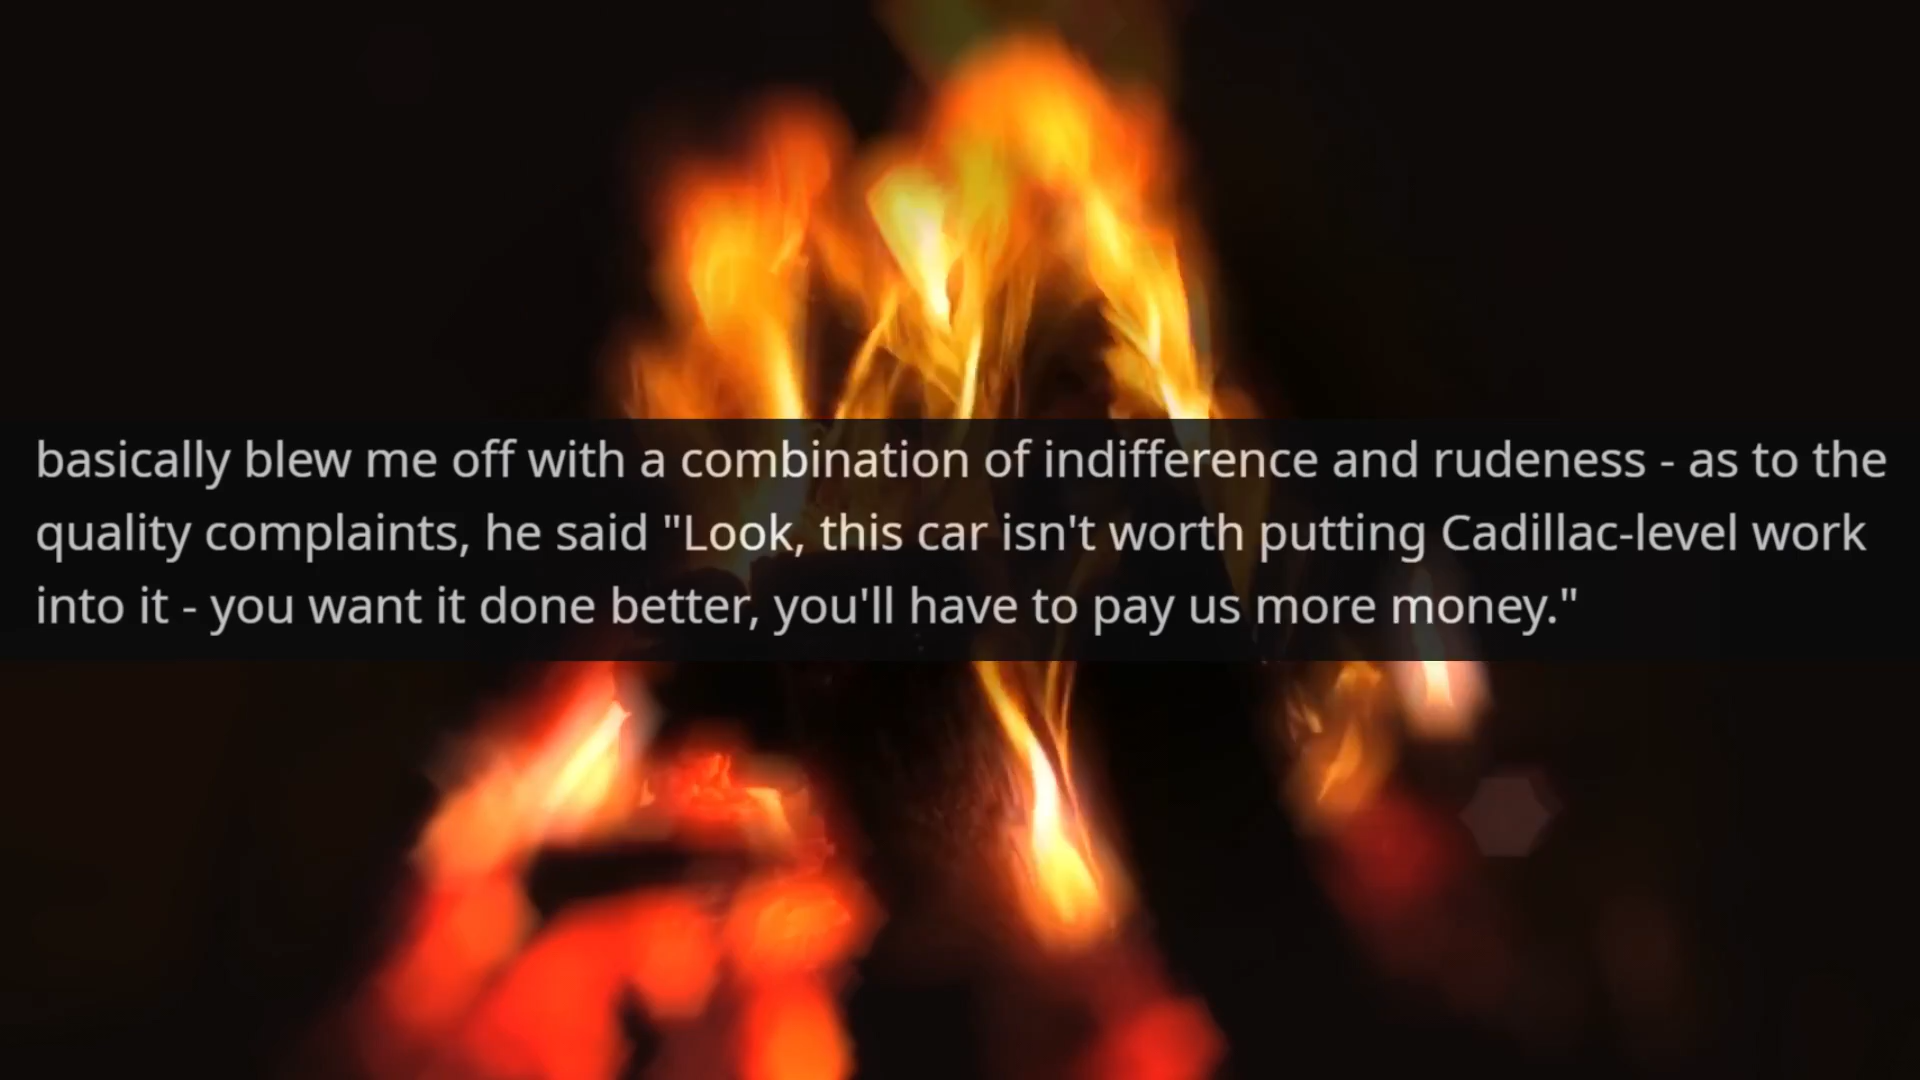 basically blew me off with a combination of indifference and rudeness - as to the
quality complaints, he said "Look, this car isn't worth putting Cadillac-level work
into it - you want it done better, you'll have to pay us more money."